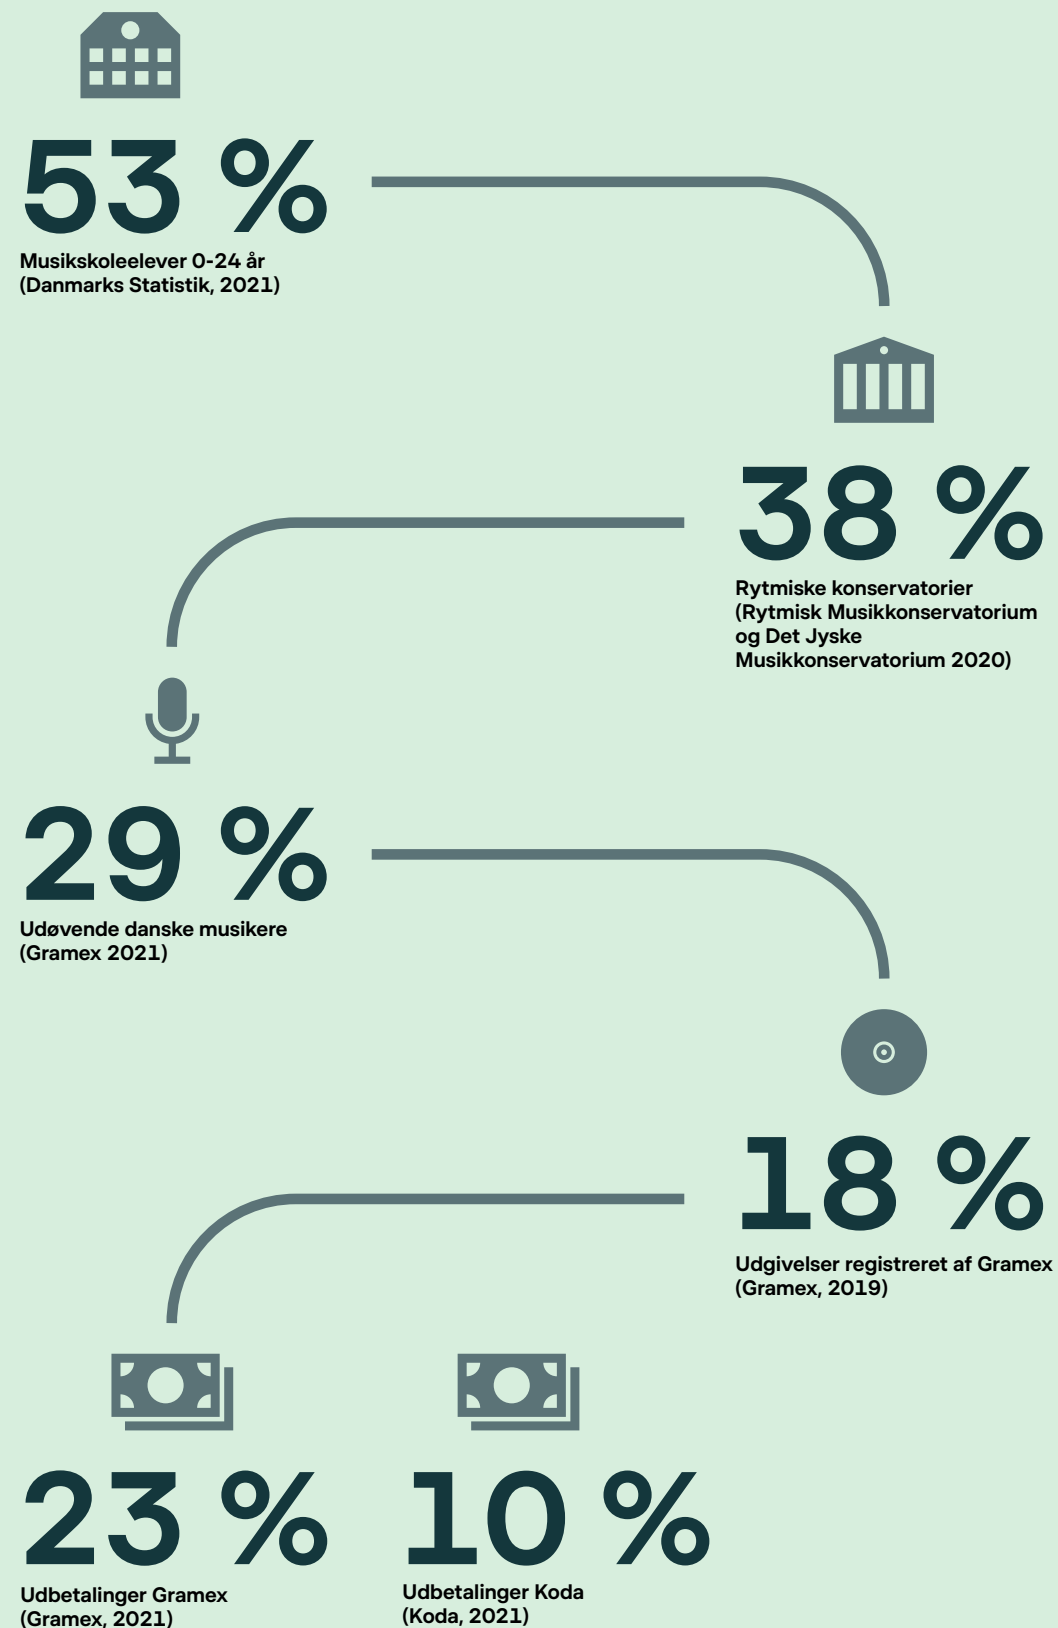 53 %
Musikskoleelever 0-24 år
(Danmarks Statistik, 2021)
38 %
Rytmiske konservatorier
(Rytmisk Musikkonservatorium
og Det Jyske
Musikkonservatorium 2020)
29 %
Udøvende danske musikere
(Gramex 2021)
18 %
Udgivelser registreret af Gramex
(Gramex, 2019)
23 %
Udbetalinger Gramex
(Gramex, 2021)
10 %
Udbetalinger Koda
(Koda, 2021)